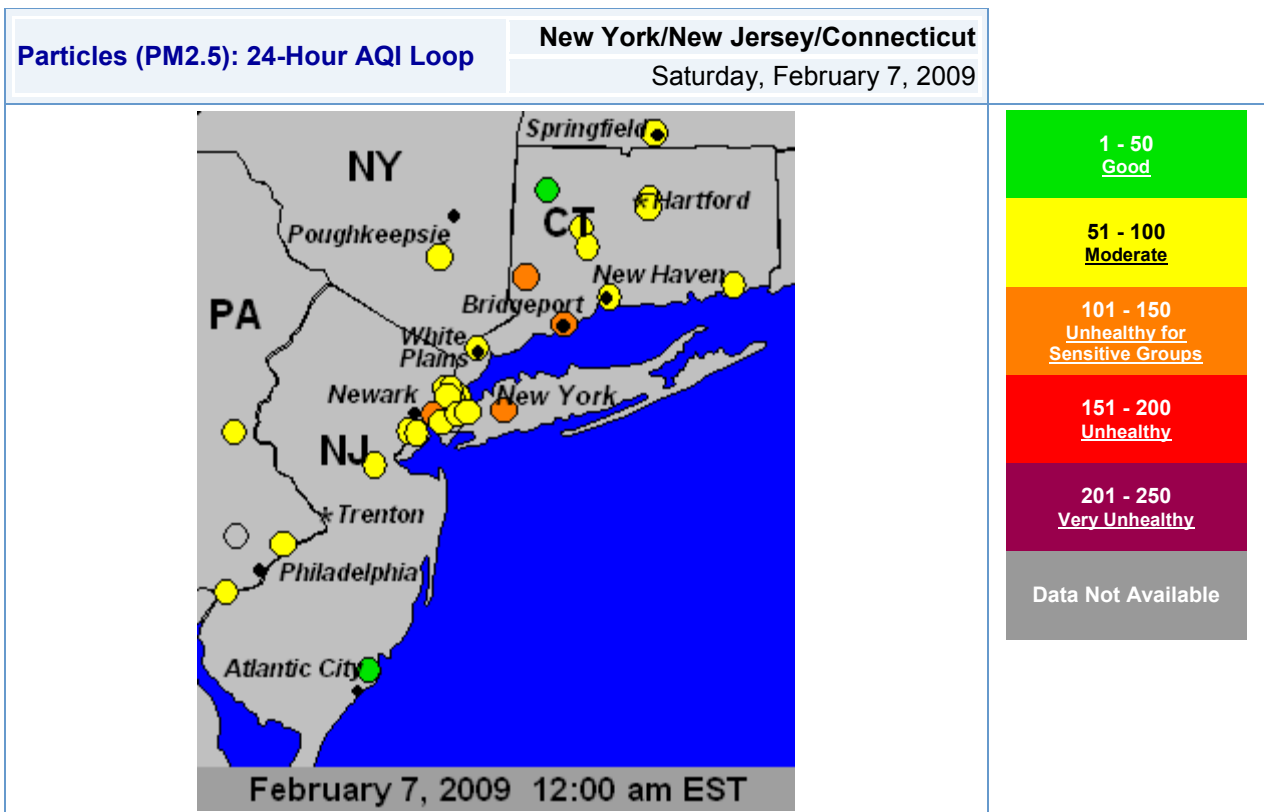 Particles (PM2.5): 24-Hour AQI Loop
New York/New Jersey/Connecticut
Saturday, February 7, 2009
Springfield
NY
Hartford
CT
Poughkeepsie
New Haven
Bridgeport
PA
White
Plains
Newark
New York
NJ
Trenton
Philadelphia
Atlantic City
February 7, 2009 12:00 am EST
1 - 50
Good
51 - 100
Moderate
101 - 150
Unhealthy for
Sensitive Groups
151 - 200
Unhealthy
201 - 250
Very Unhealthy
Data Not Available